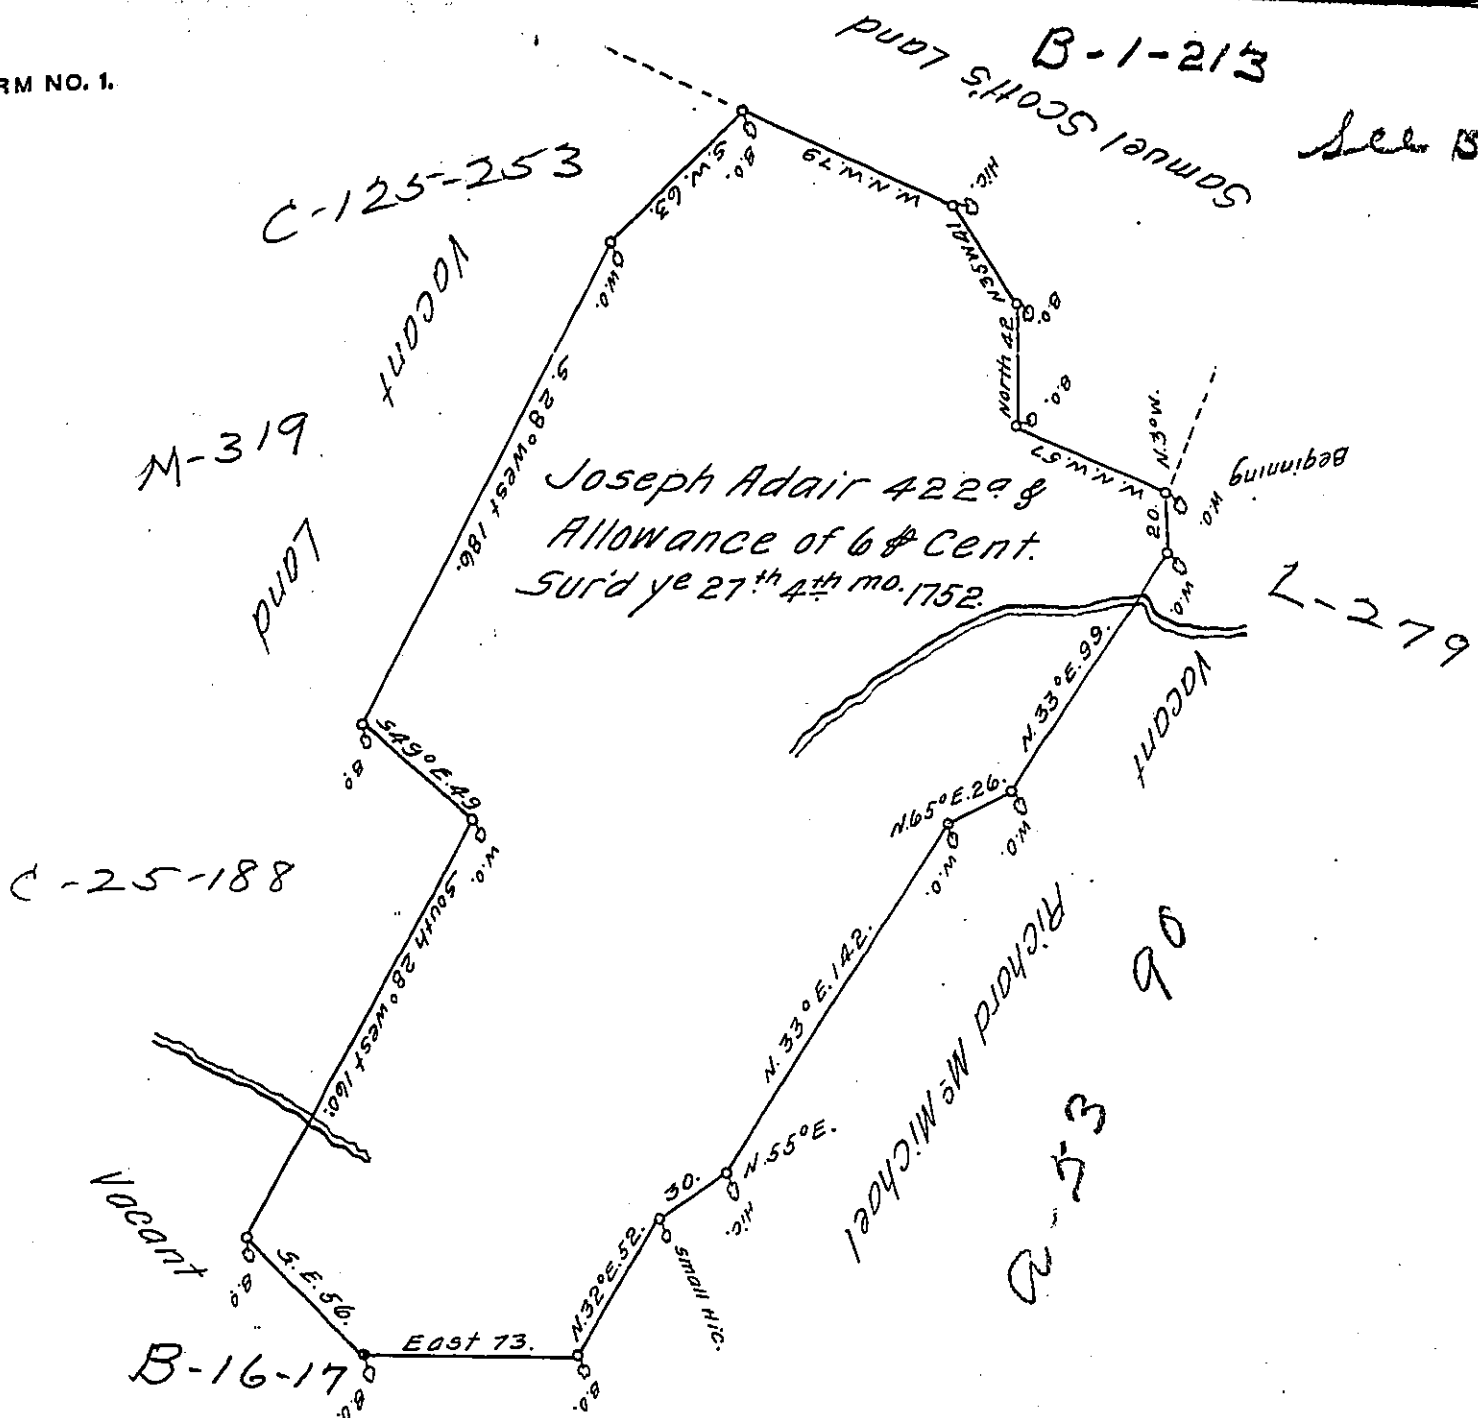 RM NO. 1.
B-1-213
Samuel Scott's Land
See B
C-125-253
Vacant
Land
M-319
B.O.
S.W. 63.
W.N.W. 79
Hic.
N35W41
B.O.
North 42
B.O.
W.N.W. 57
N.3°W.
20.
W.O.
Beginning
W.O.
W.O.
S. 28° West 186.
Joseph Adair 422a &
Allowance of 6 ₱ Cent.
Sur'd ye 27th 4th mo. 1752.
L-279
Vacant
N. 33° E. 99.
B.O.
S49°E.49
W.O.
N.65°E.26.
W.O.
W.O.
C-25-188
South 28° West 160.
N. 33° E. 142.
Richard McMichael
90
Vacant
B.O.
S.E. 56.
B-16-17
B.O.
East 73.
B.O.
N.32°E.52.
30.
N.55°E.
Hic.
Small Hic.